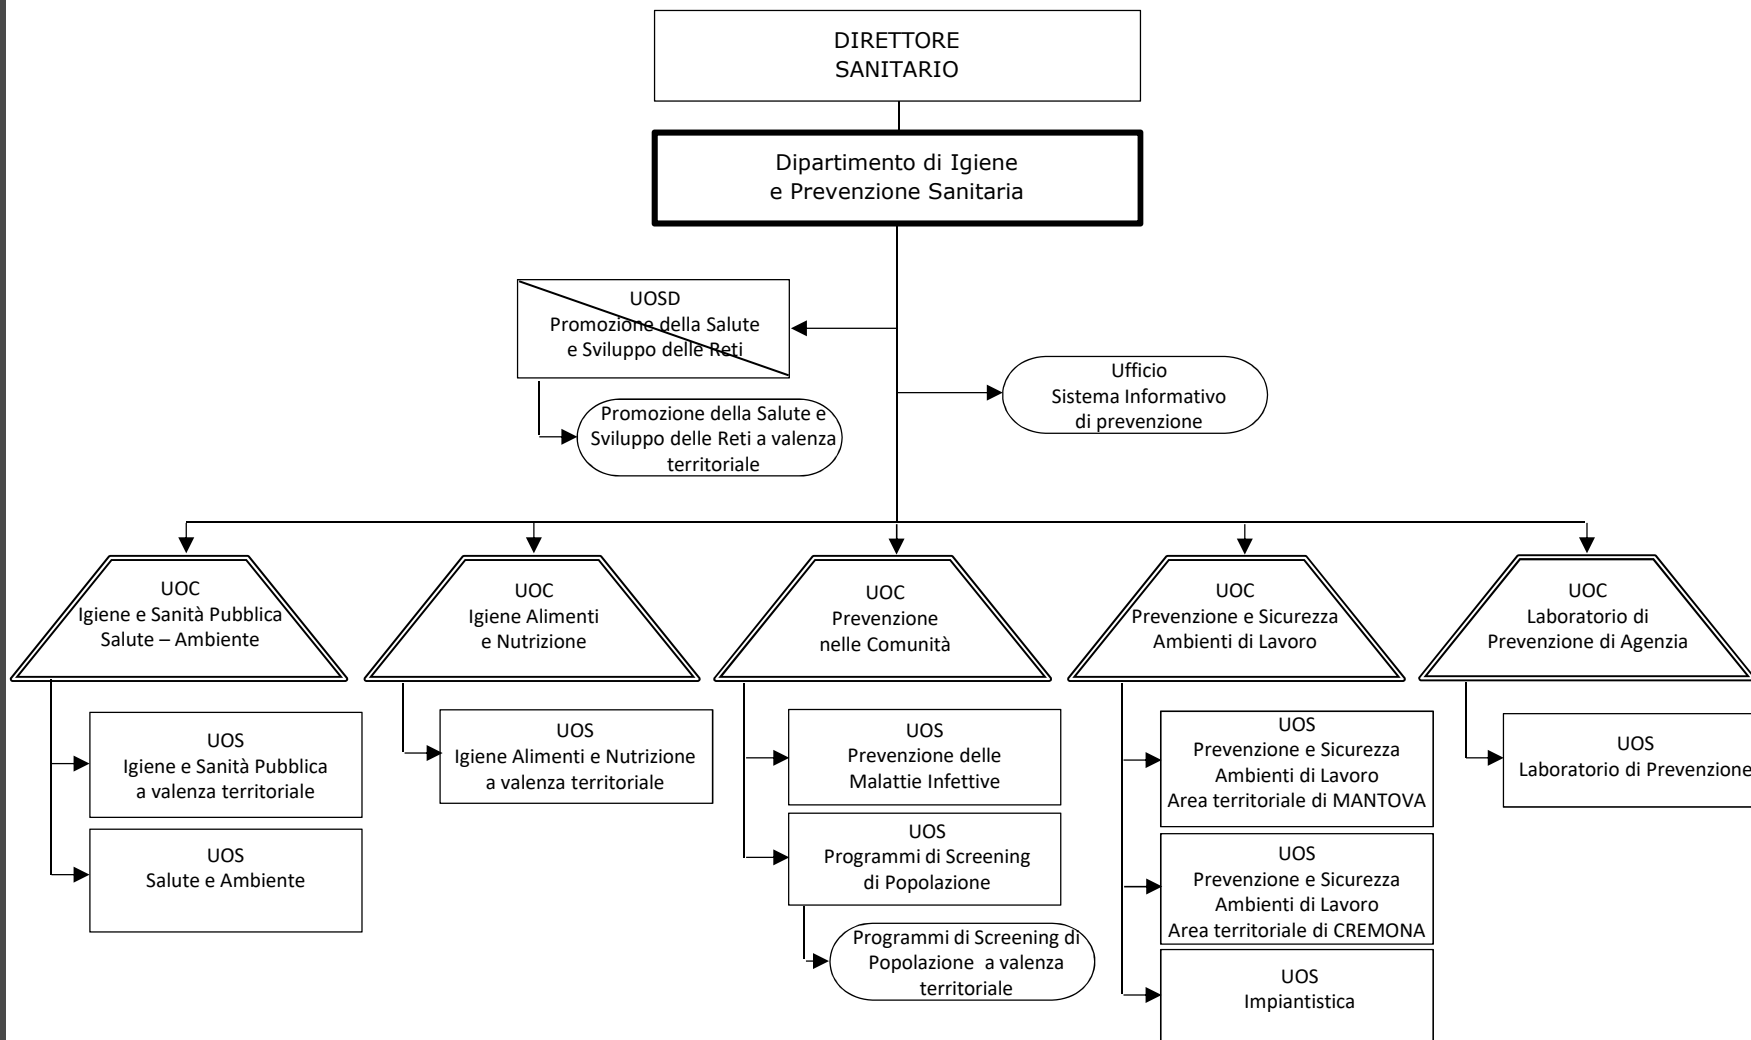 DIRETTORE
SANITARIO
Dipartimento di Igiene
e Prevenzione Sanitaria
UOSD
Promozione della Salute
e Sviluppo delle Reti
Promozione della Salute e
Sviluppo delle Reti a valenza
territoriale
Ufficio
Sistema Informativo
di prevenzione
UOC
Igiene e Sanità Pubblica
Salute – Ambiente
UOS
Igiene e Sanità Pubblica
a valenza territoriale
UOS
Salute e Ambiente
UOC
Igiene Alimenti
e Nutrizione
UOS
Igiene Alimenti e Nutrizione
a valenza territoriale
UOC
Prevenzione
nelle Comunità
UOS
Prevenzione delle
Malattie Infettive
UOS
Programmi di Screening
di Popolazione
Programmi di Screening di
Popolazione a valenza
territoriale
UOC
Prevenzione e Sicurezza
Ambienti di Lavoro
UOS
Prevenzione e Sicurezza
Ambienti di Lavoro
Area territoriale di MANTOVA
UOS
Prevenzione e Sicurezza
Ambienti di Lavoro
Area territoriale di CREMONA
UOS
Impiantistica
UOC
Laboratorio di
Prevenzione di Agenzia
UOS
Laboratorio di Prevenzione